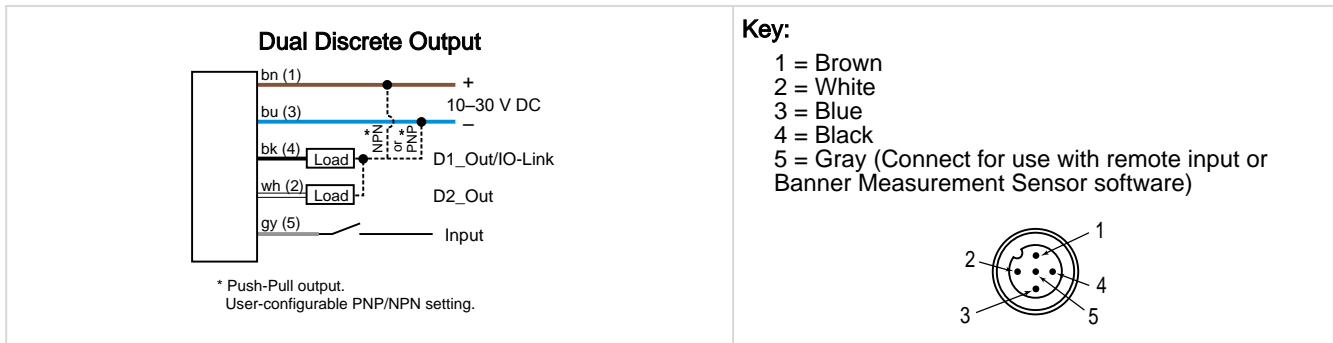 Dual Discrete Output
bn (1)
+
10–30 V DC
bu (3)
–
* NPN
or
* PNP
bk (4)
Load
D1_Out/IO-Link
wh (2)
Load
D2_Out
gy (5)
Input
* Push-Pull output.
User-configurable PNP/NPN setting.
Key:
1 = Brown
2 = White
3 = Blue
4 = Black
5 = Gray (Connect for use with remote input or
Banner Measurement Sensor software)
1
2
4
3
5